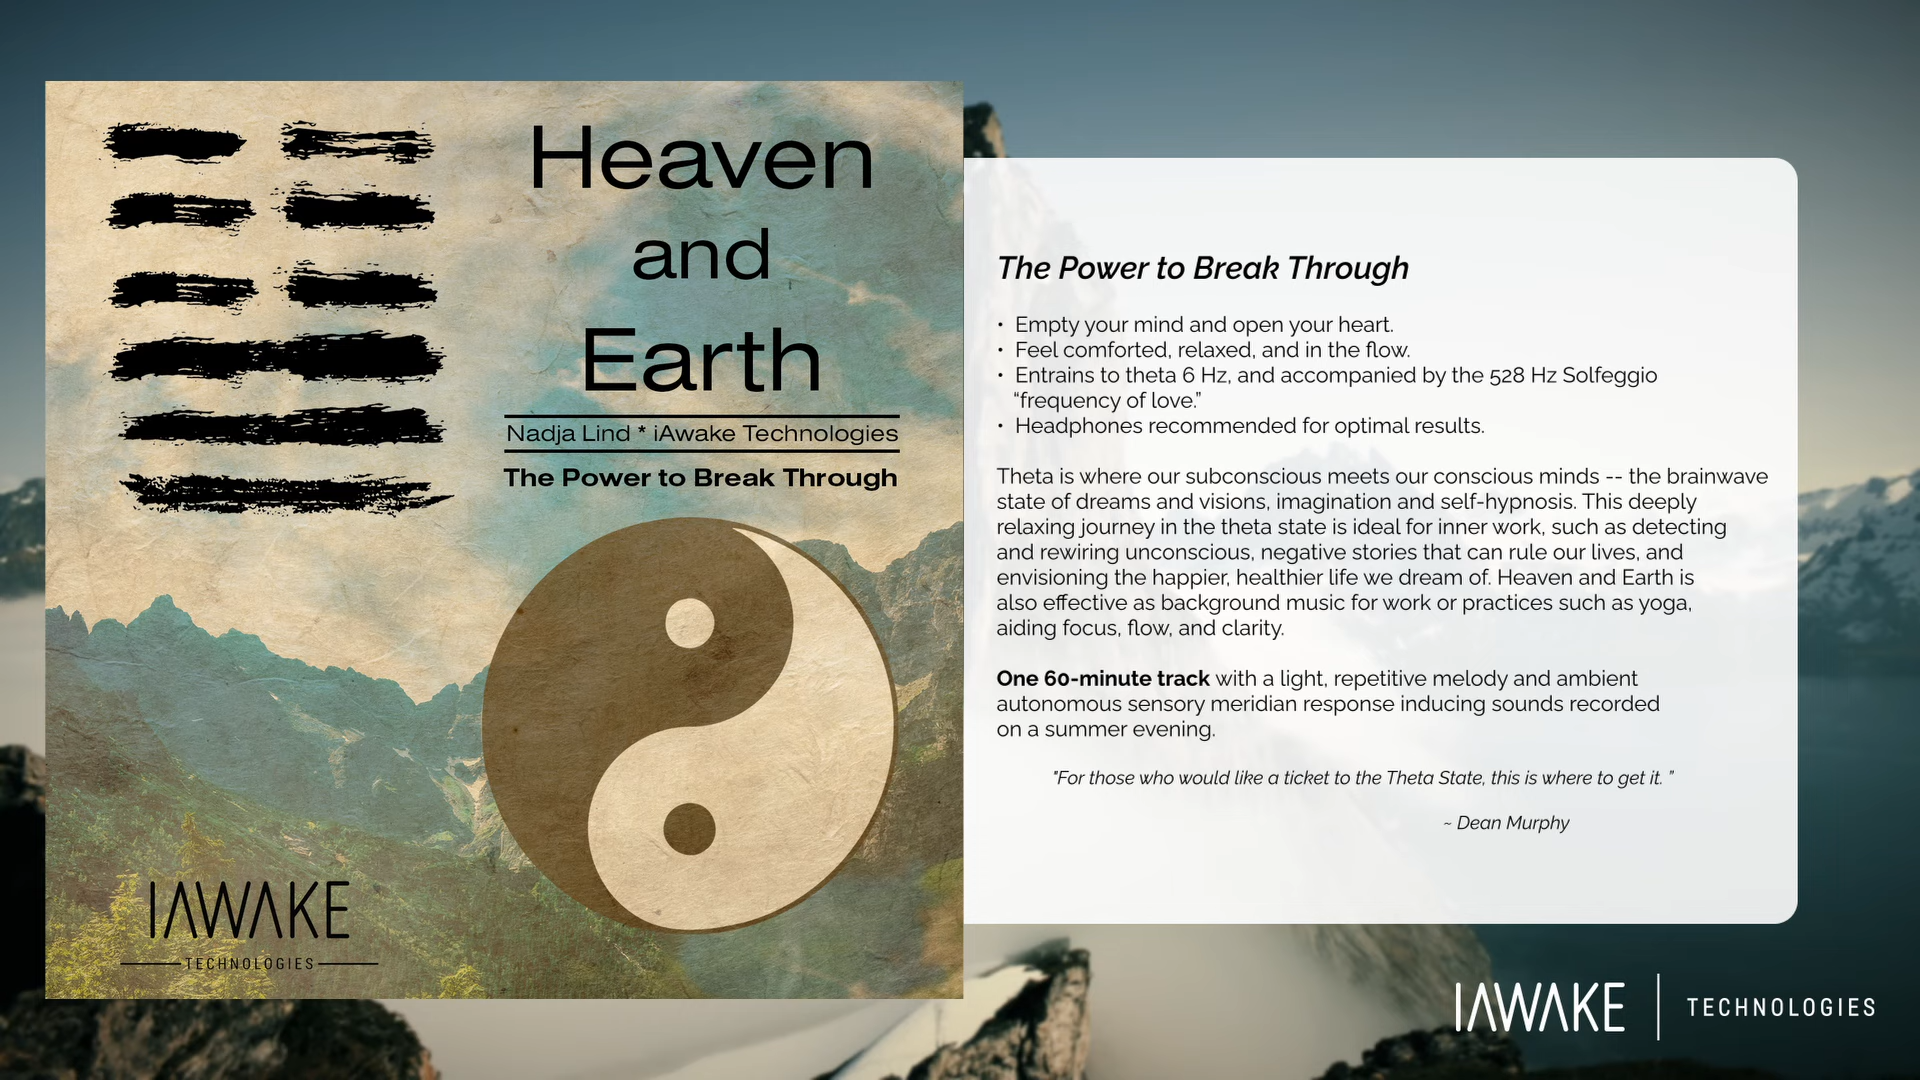 Heaven
and
Earth
Nadja Lind * iAwake Technologies
The Power to Break Through
IAWAKE
TECHNOLOGIES
The Power to Break Through
• Empty your mind and open your heart.
• Feel comforted, relaxed, and in the flow.
• Entrains to theta 6 Hz, and accompanied by the 528 Hz Solfeggio
“frequency of love.”
• Headphones recommended for optimal results.
Theta is where our subconscious meets our conscious minds -- the brainwave
state of dreams and visions, imagination and self-hypnosis. This deeply
relaxing journey in the theta state is ideal for inner work, such as detecting
and rewiring unconscious, negative stories that can rule our lives, and
envisioning the happier, healthier life we dream of. Heaven and Earth is
also effective as background music for work or practices such as yoga,
aiding focus, flow, and clarity.
One 60-minute track with a light, repetitive melody and ambient
autonomous sensory meridian response inducing sounds recorded
on a summer evening.
"For those who would like a ticket to the Theta State, this is where to get it. ”
~ Dean Murphy
IAWAKE | TECHNOLOGIES